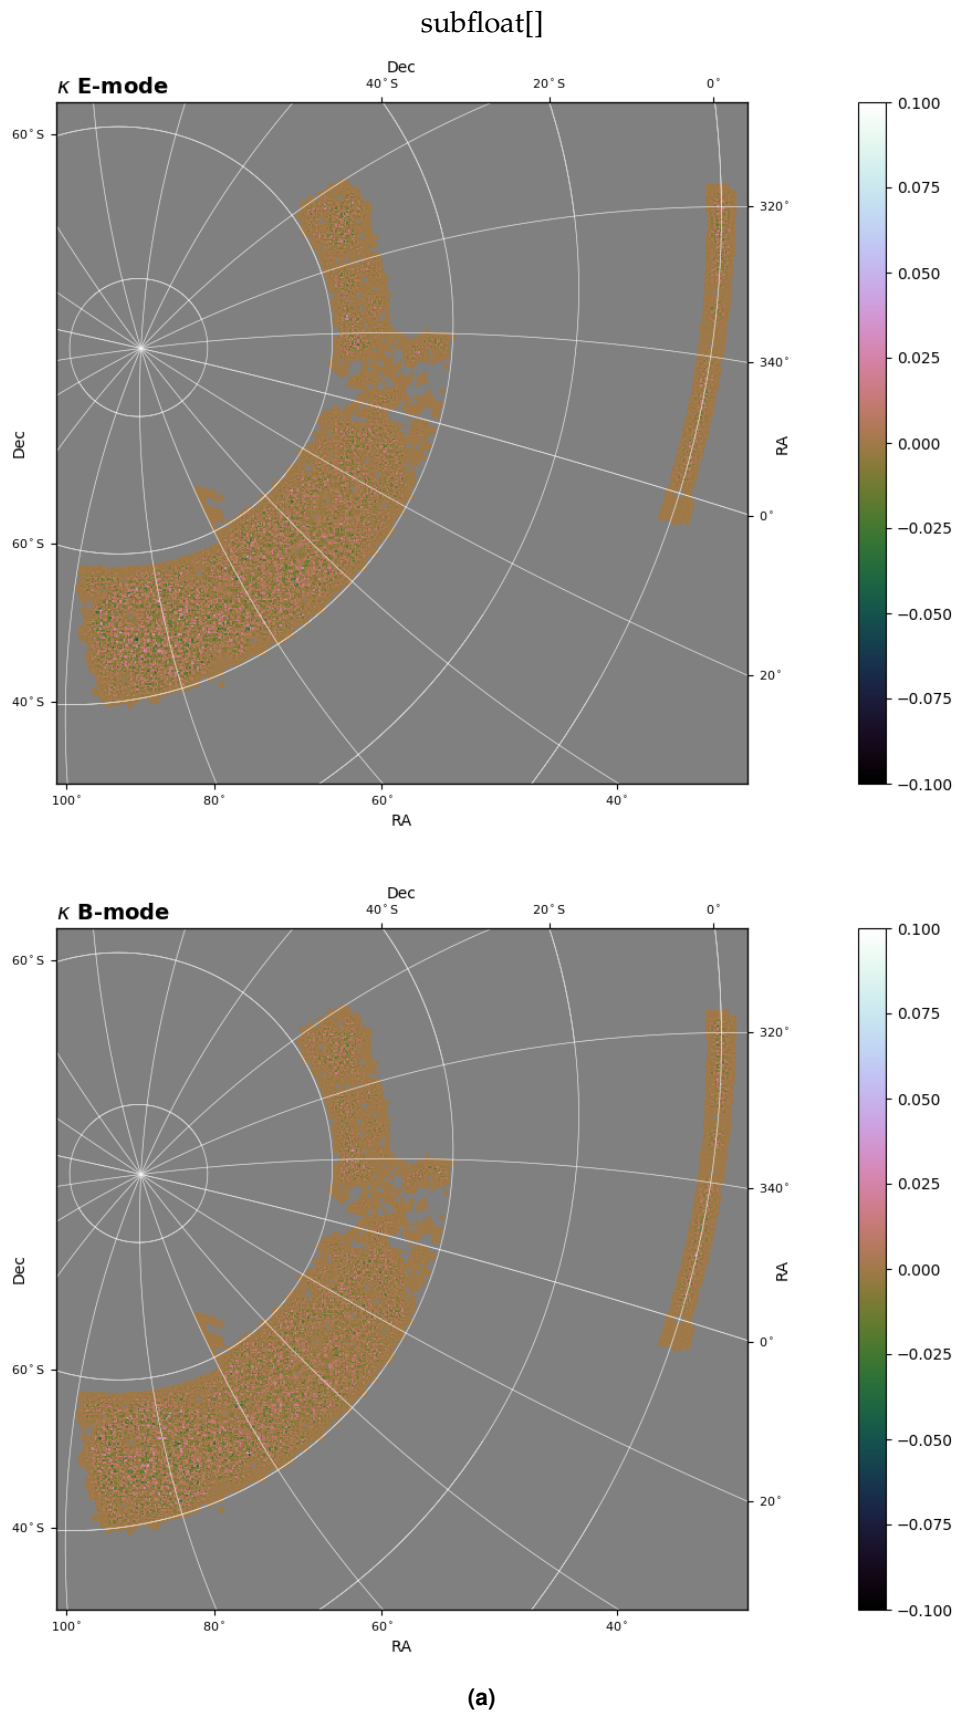 subfloat[]
Dec
κ E-mode
40°S 20°S 0°
0.100
60°S
0.075
320°
0.050
0.025
340°
Dec
RA
0.000
0°
−0.025
60°S
−0.050
20°
40°S
−0.075
−0.100
100° 80° 60° 40°
RA
Dec
κ B-mode
40°S 20°S 0°
0.100
60°S
0.075
320°
0.050
0.025
340°
Dec
RA
0.000
0°
−0.025
60°S
−0.050
20°
40°S
−0.075
−0.100
100° 80° 60° 40°
RA
(a)